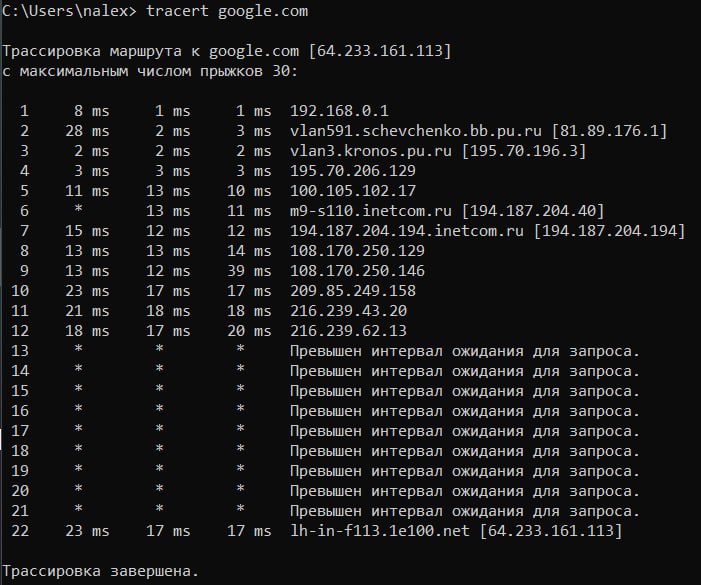 C:\Users\nalex> tracert google.com
Трассировка маршрута к google.com [64.233.161.113]
с максимальным числом прыжков 30:
1 8 ms 1 ms 1 ms 192.168.0.1
2 28 ms 2 ms 3 ms vlan591.schevchenko.bb.pu.ru [81.89.176.1]
3 2 ms 2 ms 2 ms vlan3.kronos.pu.ru [195.70.196.3]
4 3 ms 3 ms 3 ms 195.70.206.129
5 11 ms 13 ms 10 ms 100.105.102.17
6 * 13 ms 11 ms m9-s110.inetcom.ru [194.187.204.40]
7 15 ms 12 ms 12 ms 194.187.204.194.inetcom.ru [194.187.204.194]
8 13 ms 13 ms 14 ms 108.170.250.129
9 13 ms 12 ms 39 ms 108.170.250.146
10 23 ms 17 ms 17 ms 209.85.249.158
11 21 ms 18 ms 18 ms 216.239.43.20
12 18 ms 17 ms 20 ms 216.239.62.13
13 * * * Превышен интервал ожидания для запроса.
14 * * * Превышен интервал ожидания для запроса.
15 * * * Превышен интервал ожидания для запроса.
16 * * * Превышен интервал ожидания для запроса.
17 * * * Превышен интервал ожидания для запроса.
18 * * * Превышен интервал ожидания для запроса.
19 * * * Превышен интервал ожидания для запроса.
20 * * * Превышен интервал ожидания для запроса.
21 * * * Превышен интервал ожидания для запроса.
22 23 ms 17 ms 17 ms lh-in-f113.1e100.net [64.233.161.113]
Трассировка завершена.